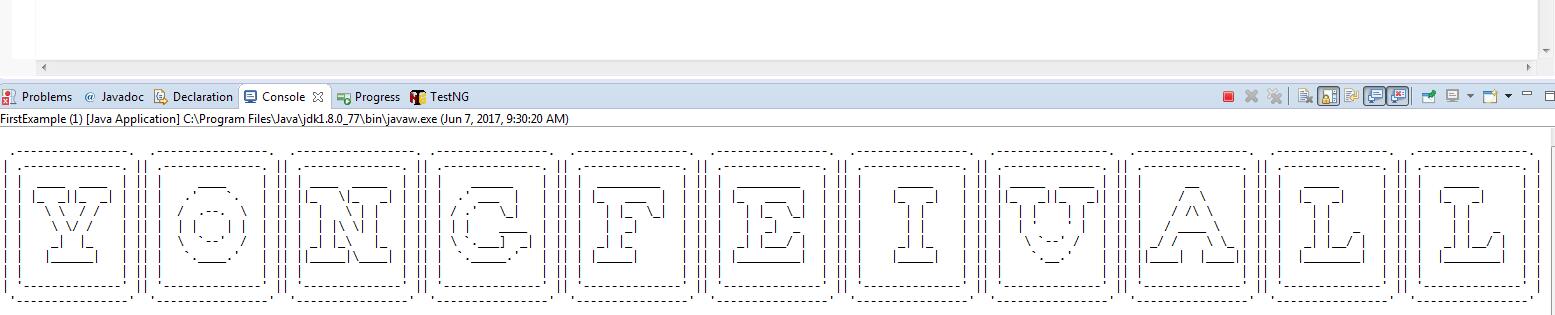 Problems @ Javadoc Declaration Console Progress TestNG
FirstExample (1) [Java Application] C:\Program Files\Java\jdk1.8.0_77\bin\javaw.exe (Jun 7, 2017, 9:30:20 AM)
YONGFEIUALL